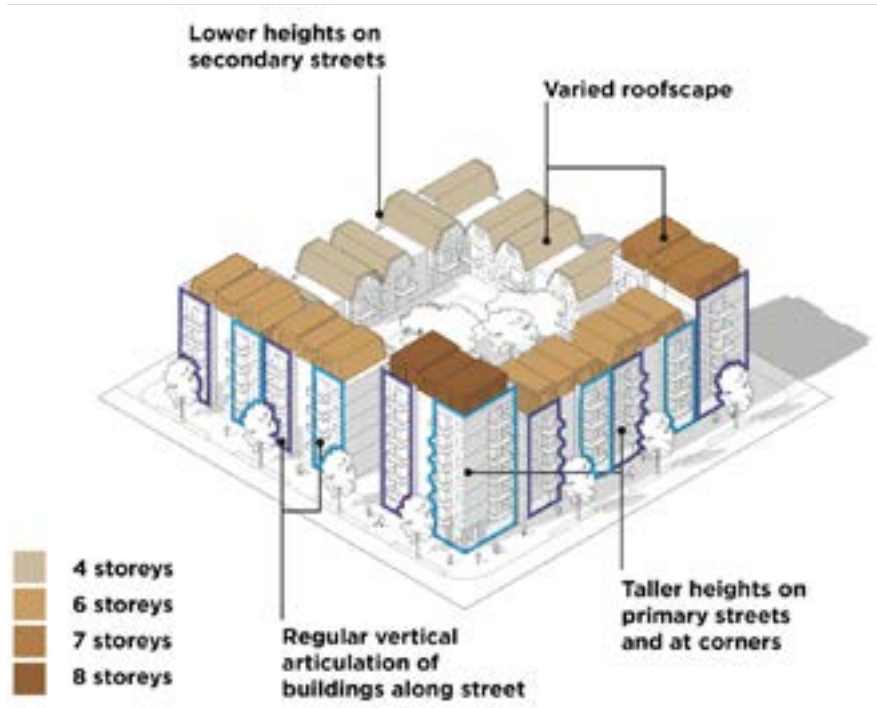 Lower heights on
secondary streets
Varied roofscape
4 storeys
6 storeys
7 storeys
8 storeys
Regular vertical
articulation of
buildings along street
Taller heights on
primary streets
and at corners